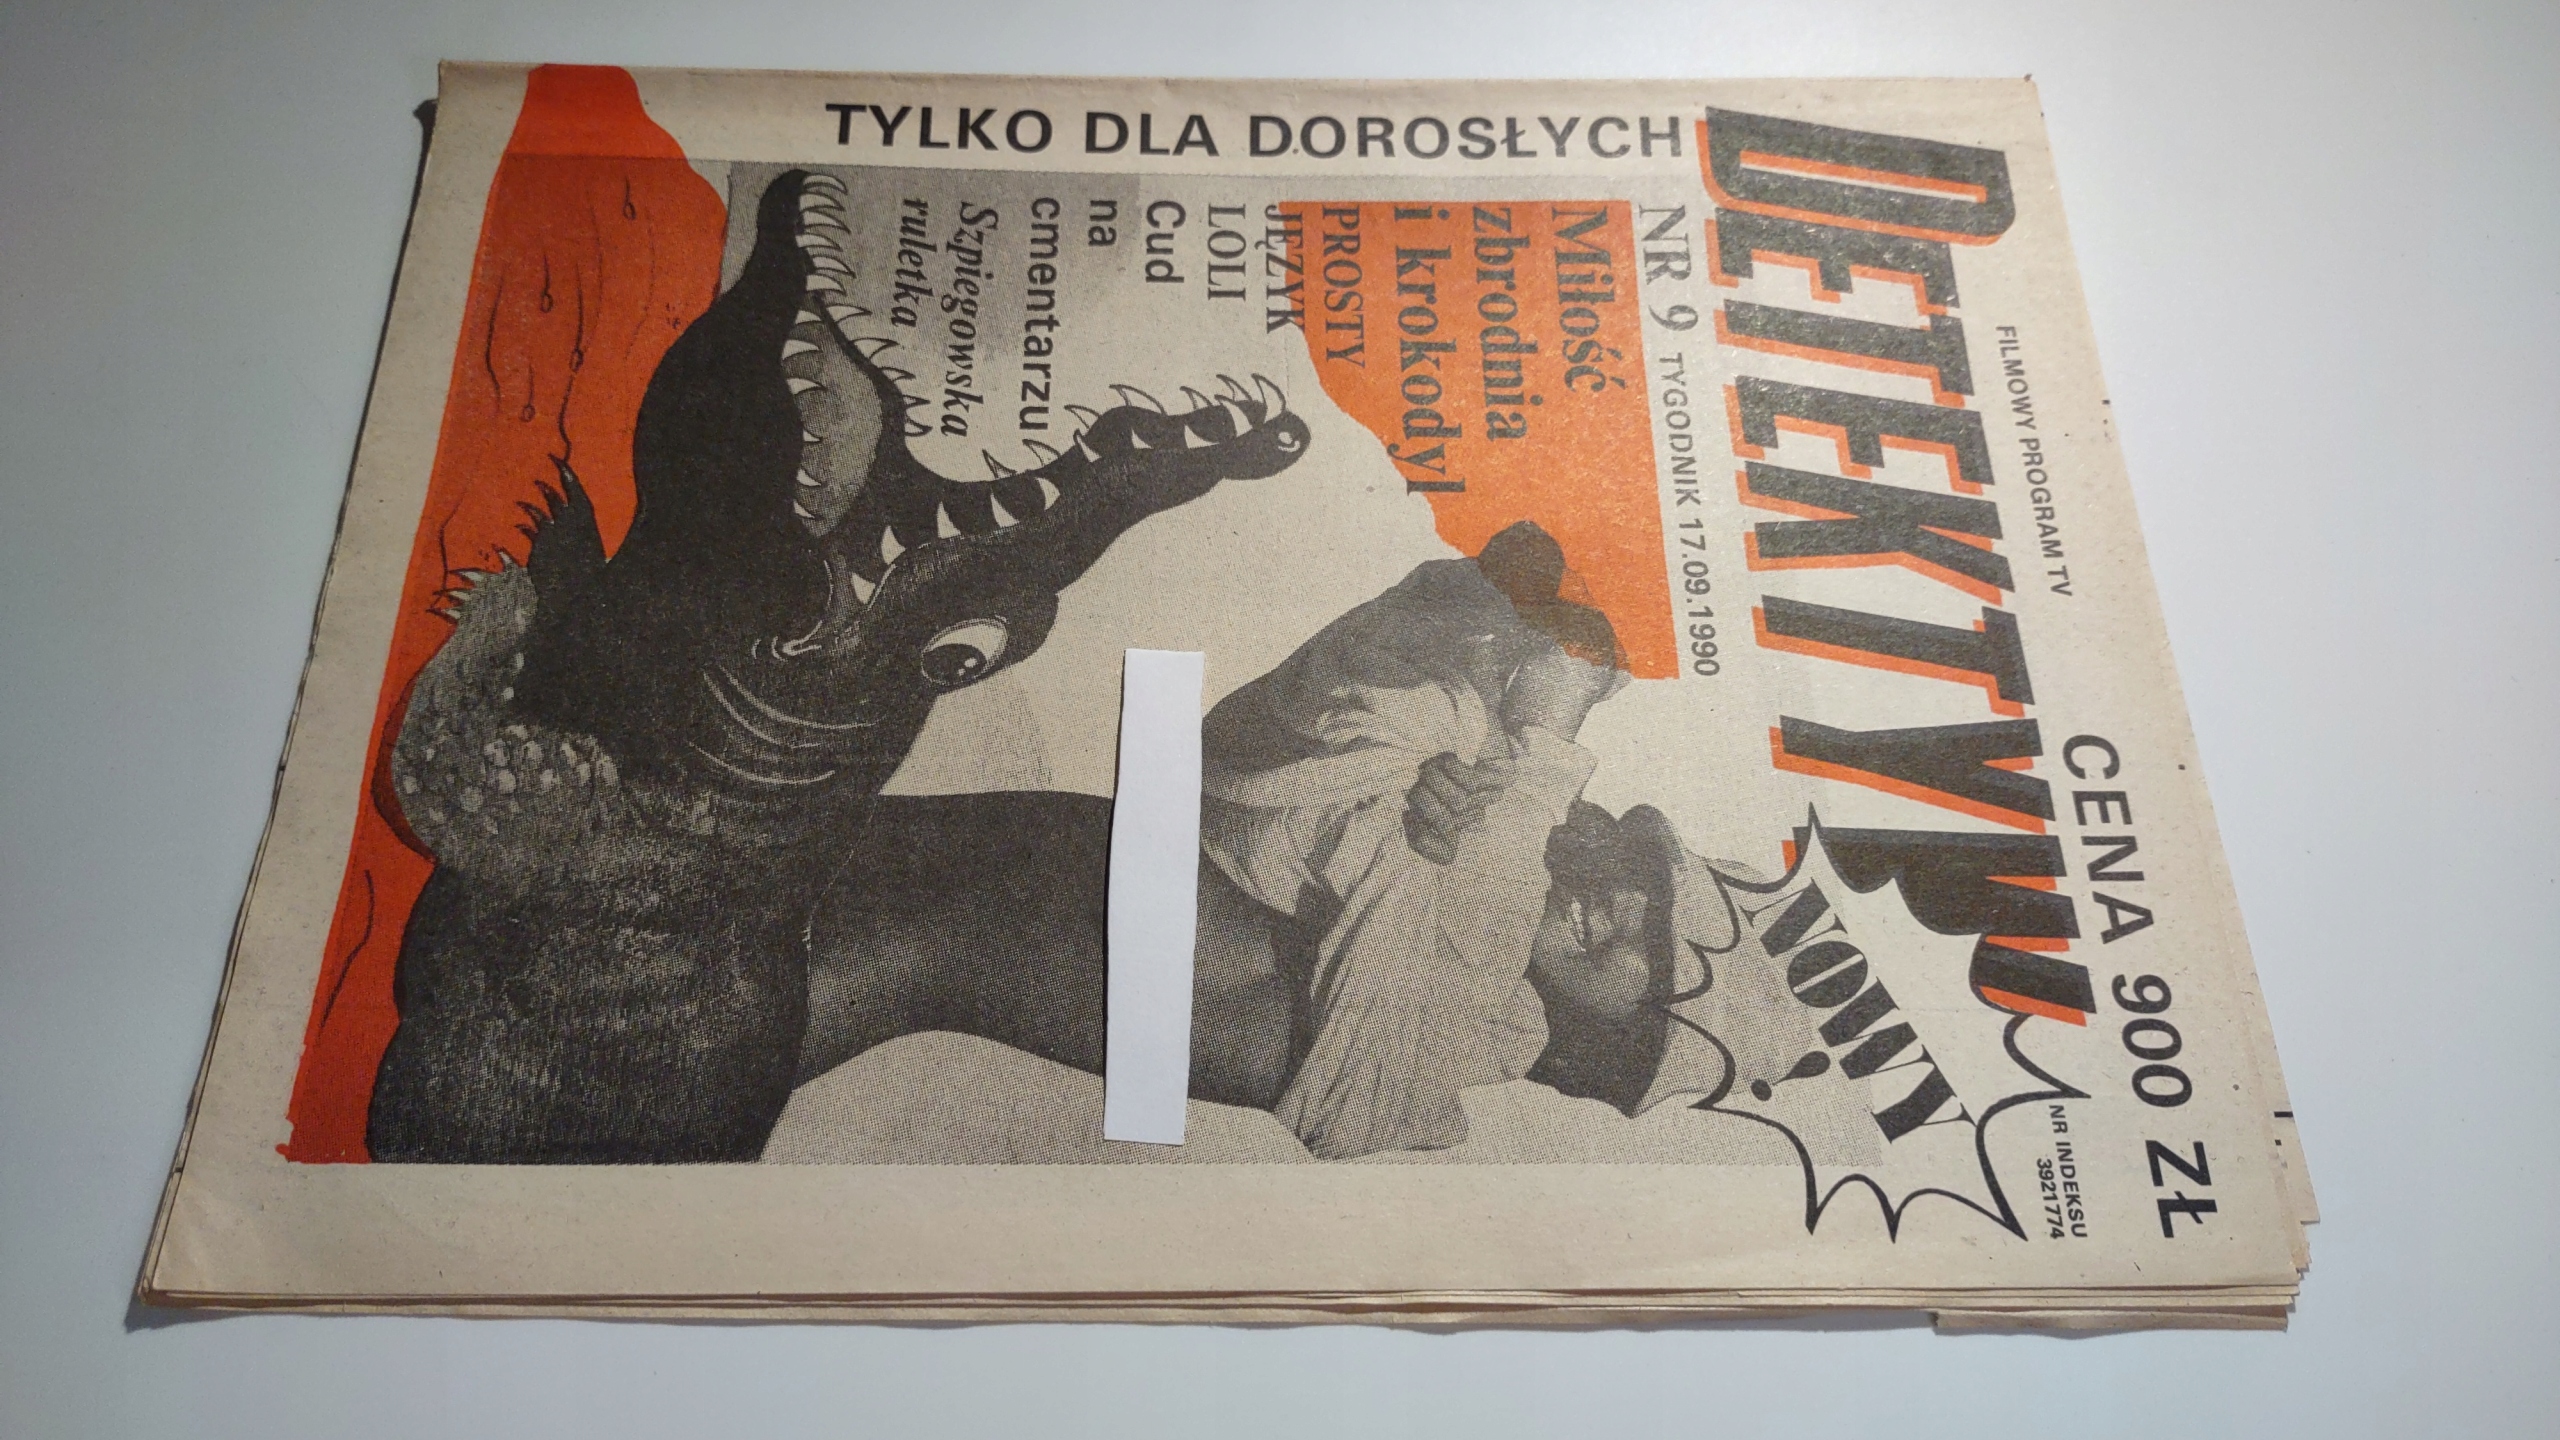 FILMOWY PROGRAM TV
CENA 900 ZŁ
DETEKTYW
NR INDEKSU
3921774
NOWY!
NR 9 TYGODNIK 17.09.1990
TYLKO DLA DOROSŁYCH
Miłość
zbrodnia
i krokodyl
PROSTY
JĘZYK
LOLI
Cud
na
cmentarzu
Szpiegowska
ruletka